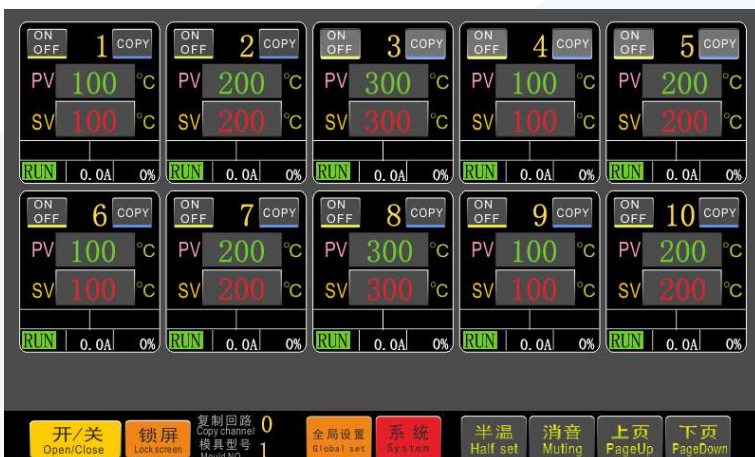 ON OFF 1 COPY
PV 100 °C
SV 100 °C
RUN 0.0A 0%
ON OFF 2 COPY
PV 200 °C
SV 200 °C
RUN 0.0A 0%
ON OFF 3 COPY
PV 300 °C
SV 300 °C
RUN 0.0A 0%
ON OFF 4 COPY
PV 100 °C
SV 100 °C
RUN 0.0A 0%
ON OFF 5 COPY
PV 200 °C
SV 200 °C
RUN 0.0A 0%
ON OFF 6 COPY
PV 100 °C
SV 100 °C
RUN 0.0A 0%
ON OFF 7 COPY
PV 200 °C
SV 200 °C
RUN 0.0A 0%
ON OFF 8 COPY
PV 300 °C
SV 300 °C
RUN 0.0A 0%
ON OFF 9 COPY
PV 100 °C
SV 100 °C
RUN 0.0A 0%
ON OFF 10 COPY
PV 200 °C
SV 200 °C
RUN 0.0A 0%
开/关
Open/Close
锁屏
Lock screen
复制回路 0
Copy channel
模具型号 1
Mould NO
全局设置
Global set
系统
System
半温
Half set
消音
Muting
上页
PageUp
下页
PageDown